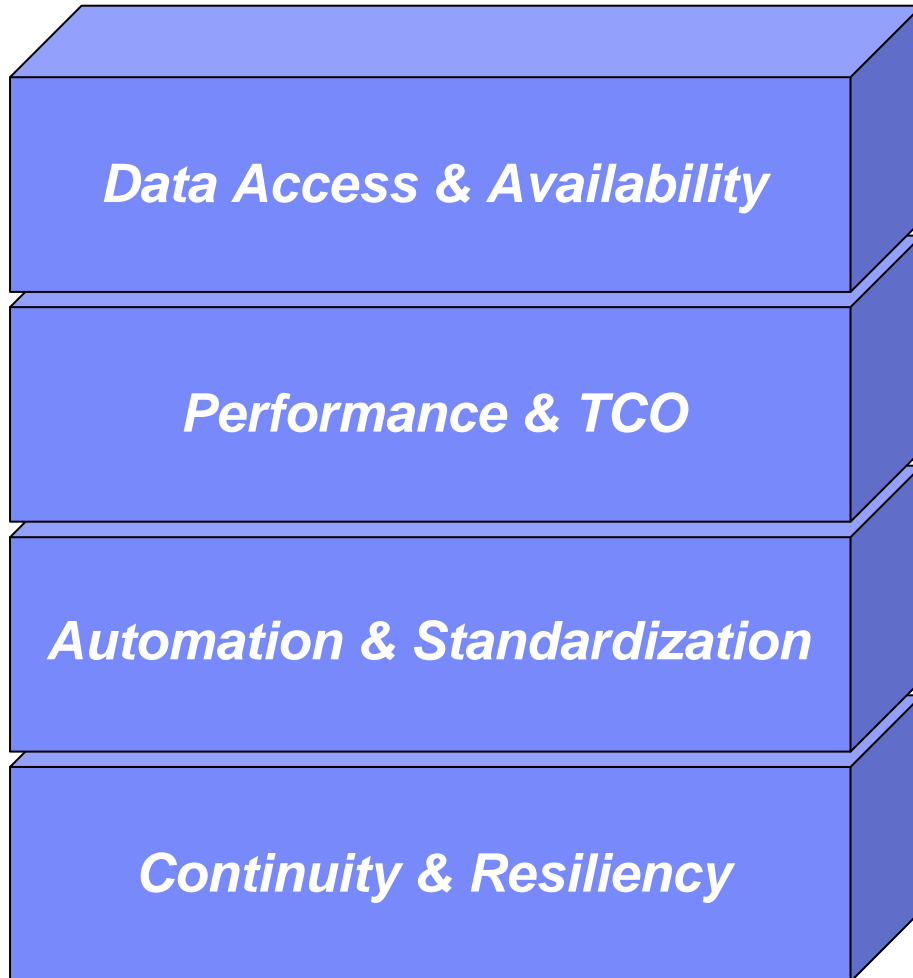 Data Access & Availability
Performance & TCO
Automation & Standardization
Continuity & Resiliency